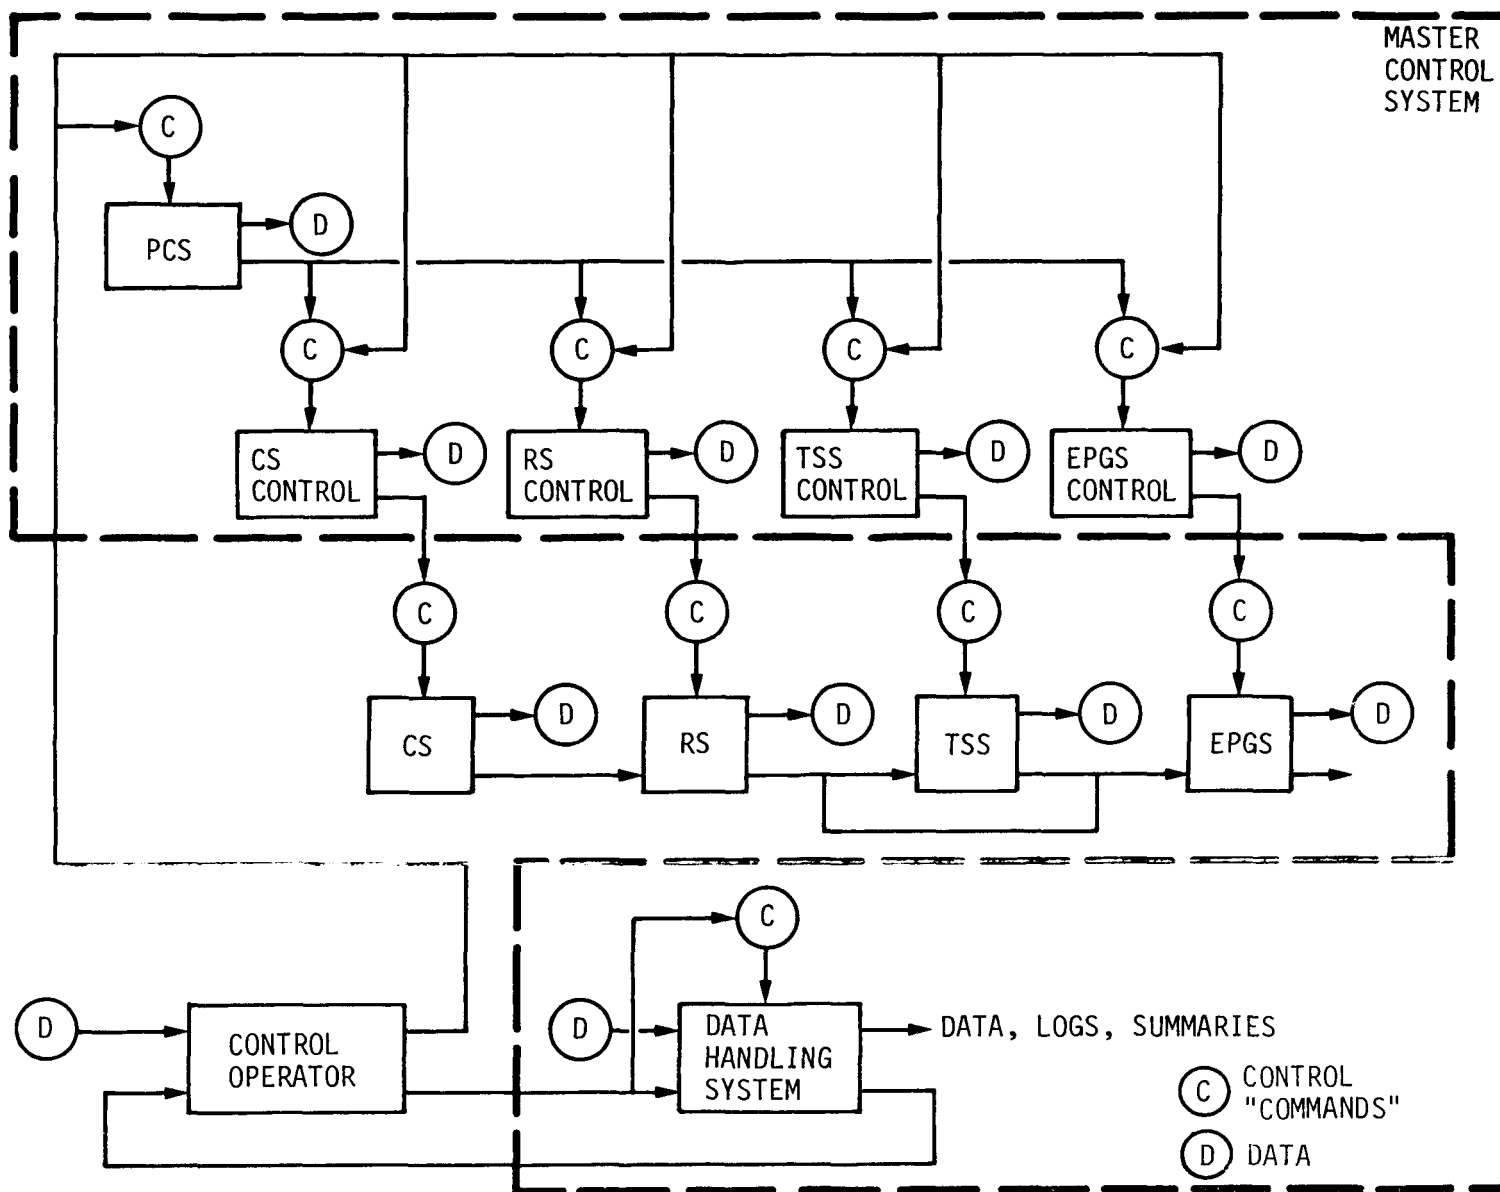 MASTER
CONTROL
SYSTEM
C
D
PCS
C
C
C
C
CS
CONTROL
D
RS
CONTROL
D
TSS
CONTROL
D
EPGS
CONTROL
D
C
C
C
C
CS
D
RS
D
TSS
D
EPGS
D
C
D
CONTROL
OPERATOR
D
DATA
HANDLING
SYSTEM
DATA, LOGS, SUMMARIES
C
CONTROL
"COMMANDS"
D
DATA